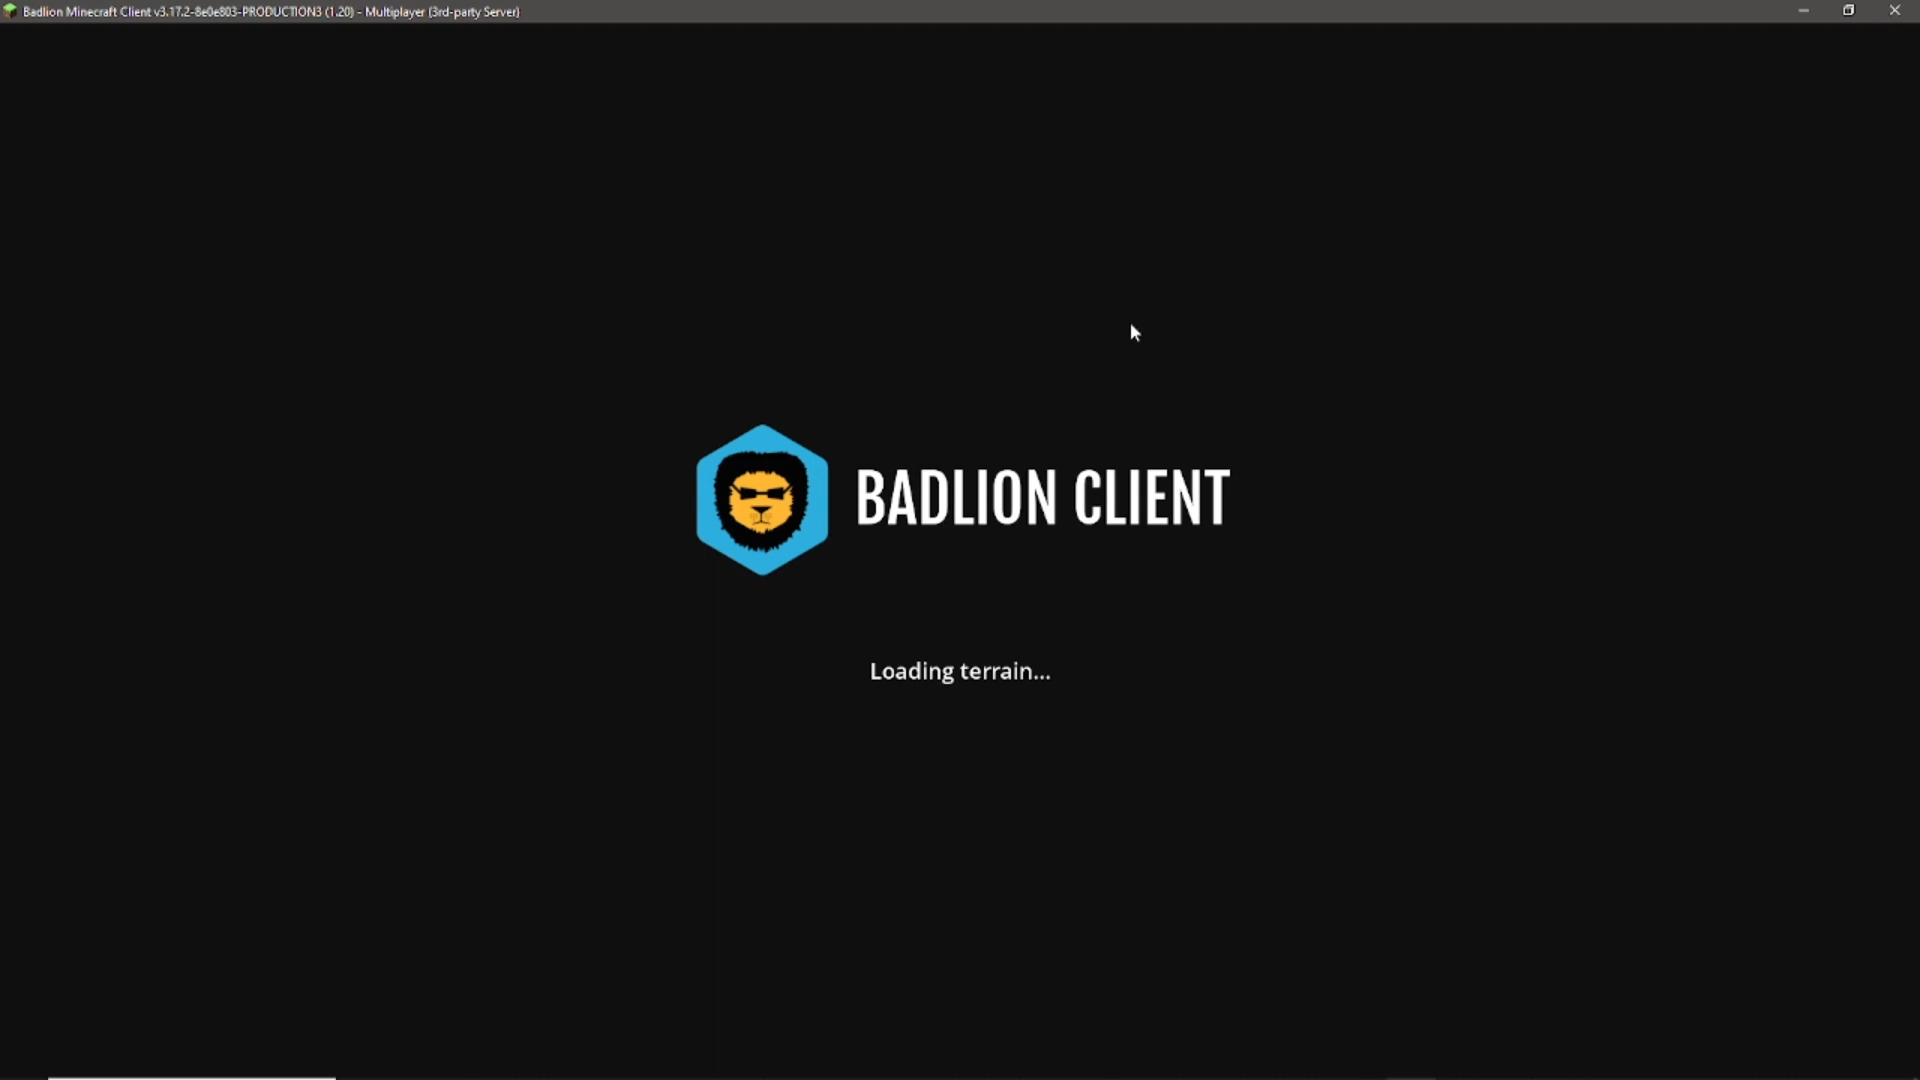 Badlion Minecraft Client v3.17.2-8e0e803-PRODUCTION3 (1.20) - Multiplayer (3rd-party Server)
BADLION CLIENT
Loading terrain...